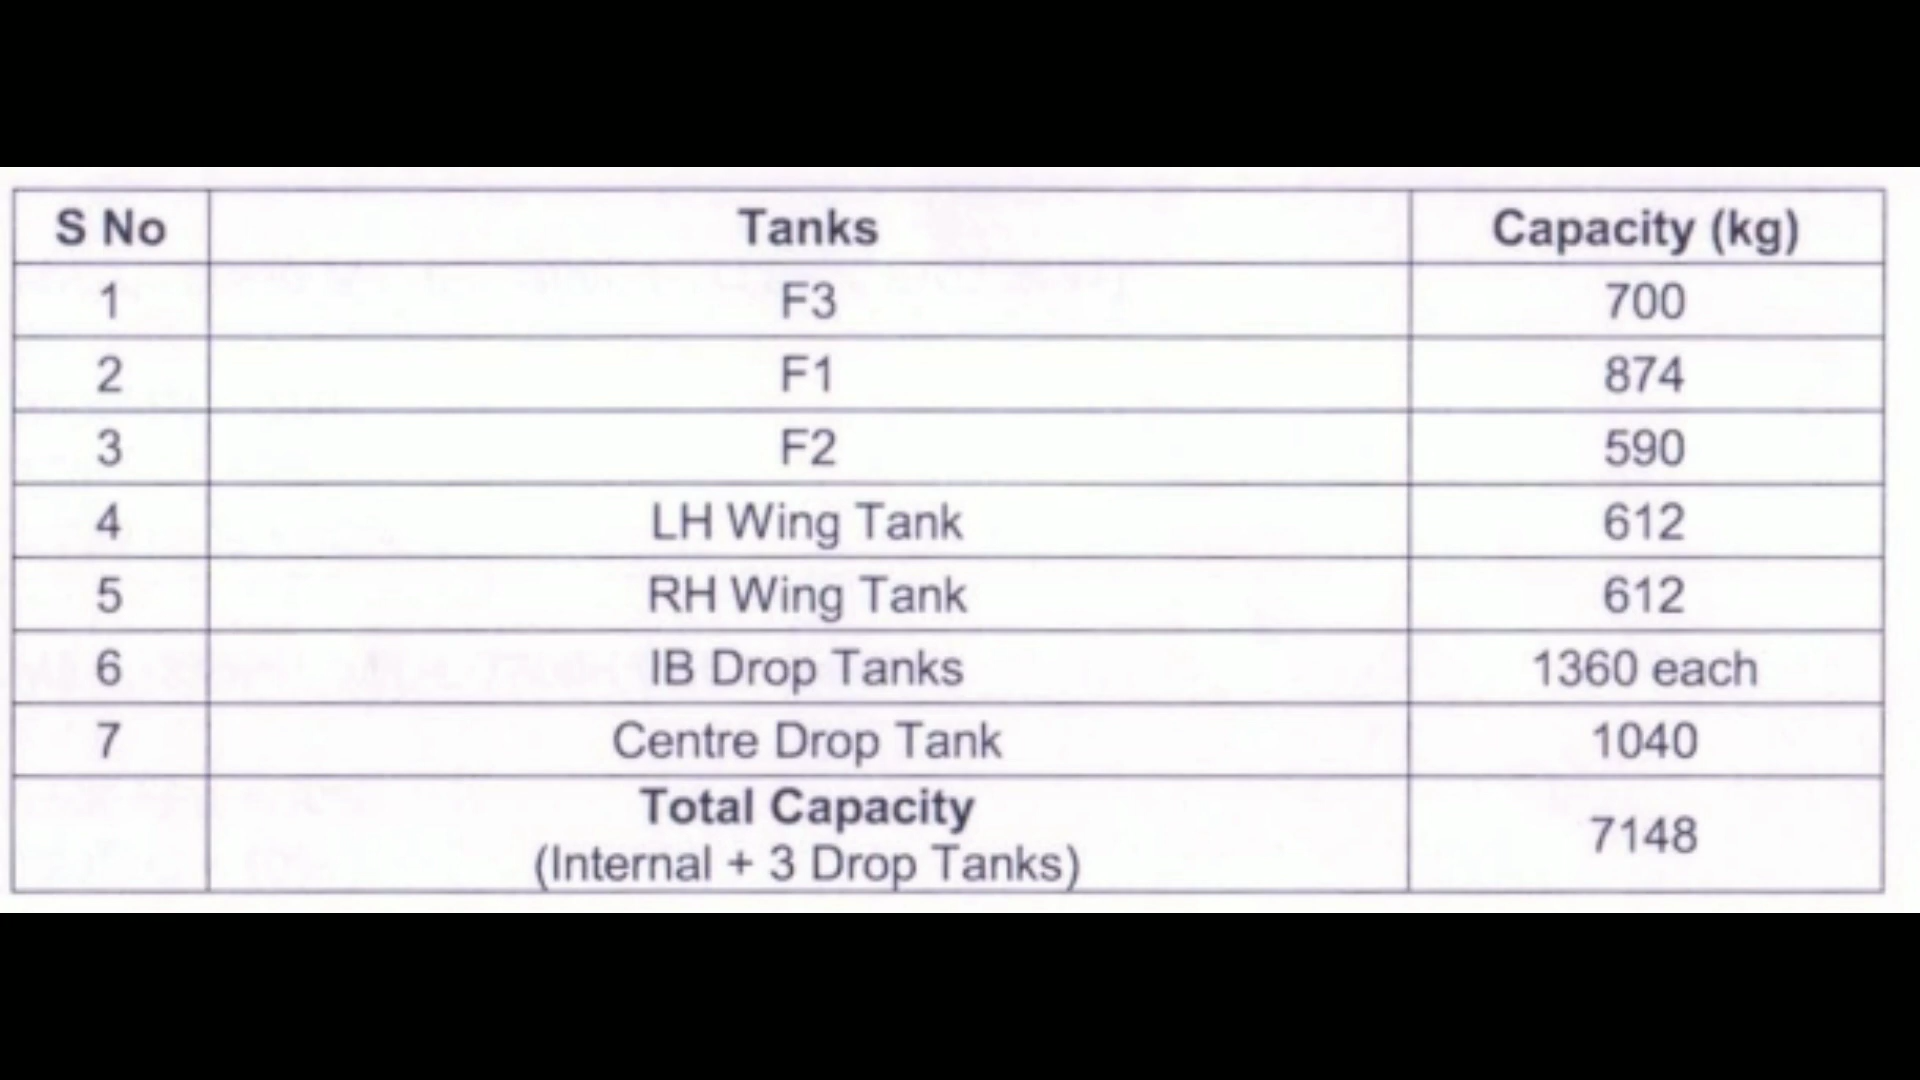 S No Tanks Capacity (kg)
1 F3 700
2 F1 874
3 F2 590
4 LH Wing Tank 612
5 RH Wing Tank 612
6 IB Drop Tanks 1360 each
7 Centre Drop Tank 1040
Total Capacity
(Internal + 3 Drop Tanks) 7148